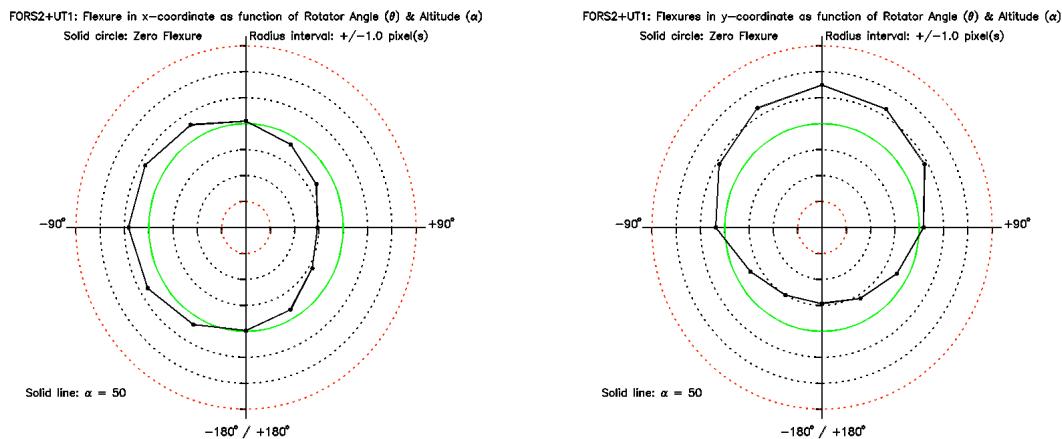 FORS2+UT1: Flexure in x-coordinate as function of Rotator Angle (θ) & Altitude (α)
Solid circle: Zero Flexure Radius interval: +/-1.0 pixel(s)
-90° +90°
Solid line: α = 50
-180° / +180°
FORS2+UT1: Flexures in y-coordinate as function of Rotator Angle (θ) & Altitude (α)
Solid circle: Zero Flexure Radius interval: +/-1.0 pixel(s)
-90° +90°
Solid line: α = 50
-180° / +180°